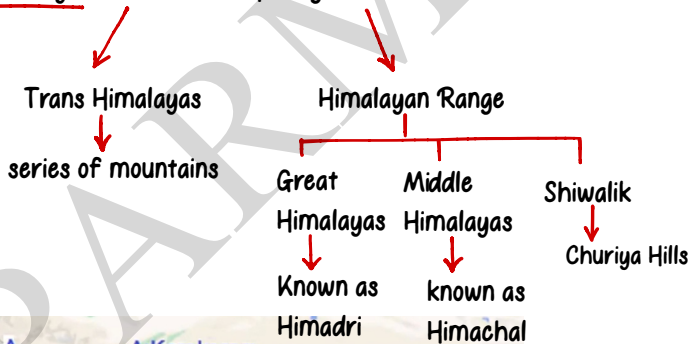 Trans Himalayas
Himalayan Range
series of mountains
Great
Himalayas
Known as
Himadri
Middle
Himalayas
known as
Himachal
Shiwalik
Churiya Hills